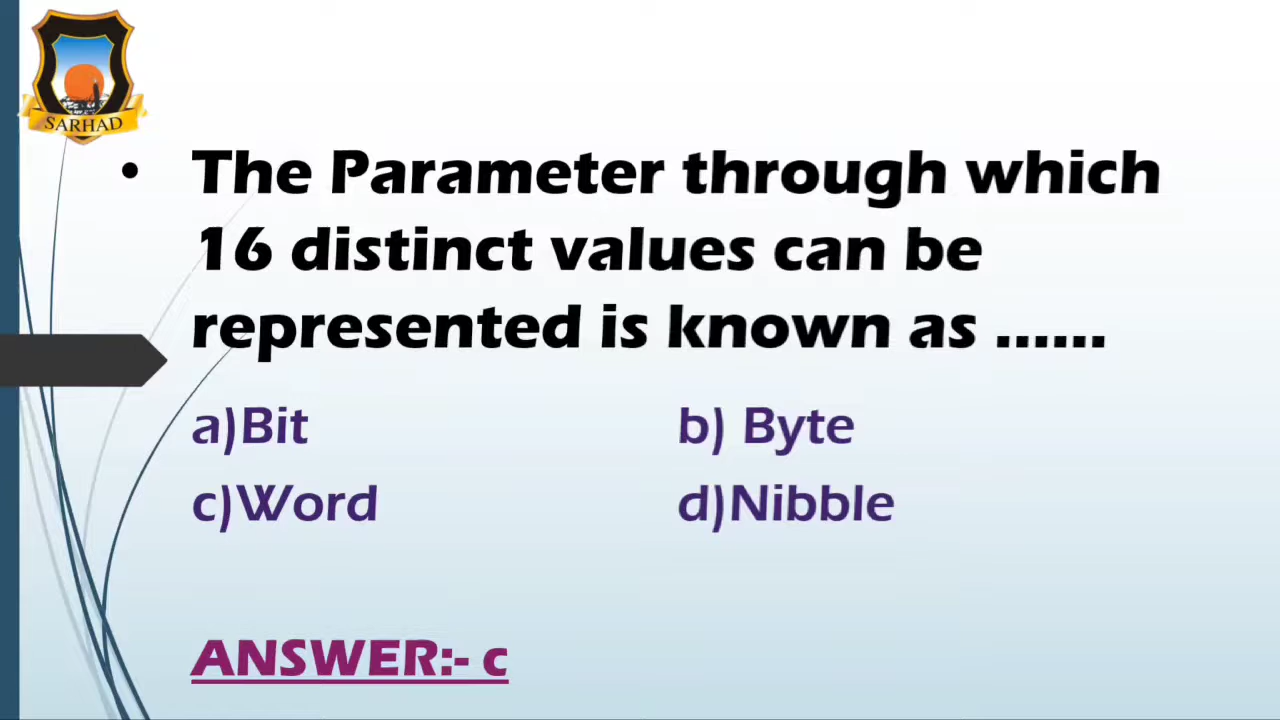 SARHAD
• The Parameter through which
16 distinct values can be
represented is known as ......
a)Bit b) Byte
c)Word d)Nibble
ANSWER:- c